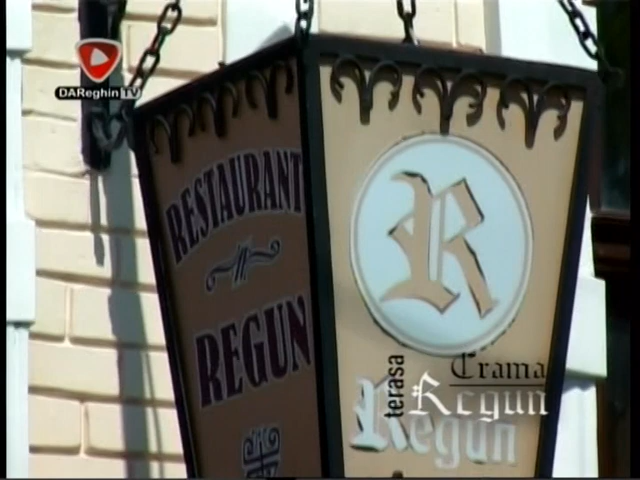 DAReghin TV
RESTAURANT
REGUN
R
Regun
terasa
Crama
Regun